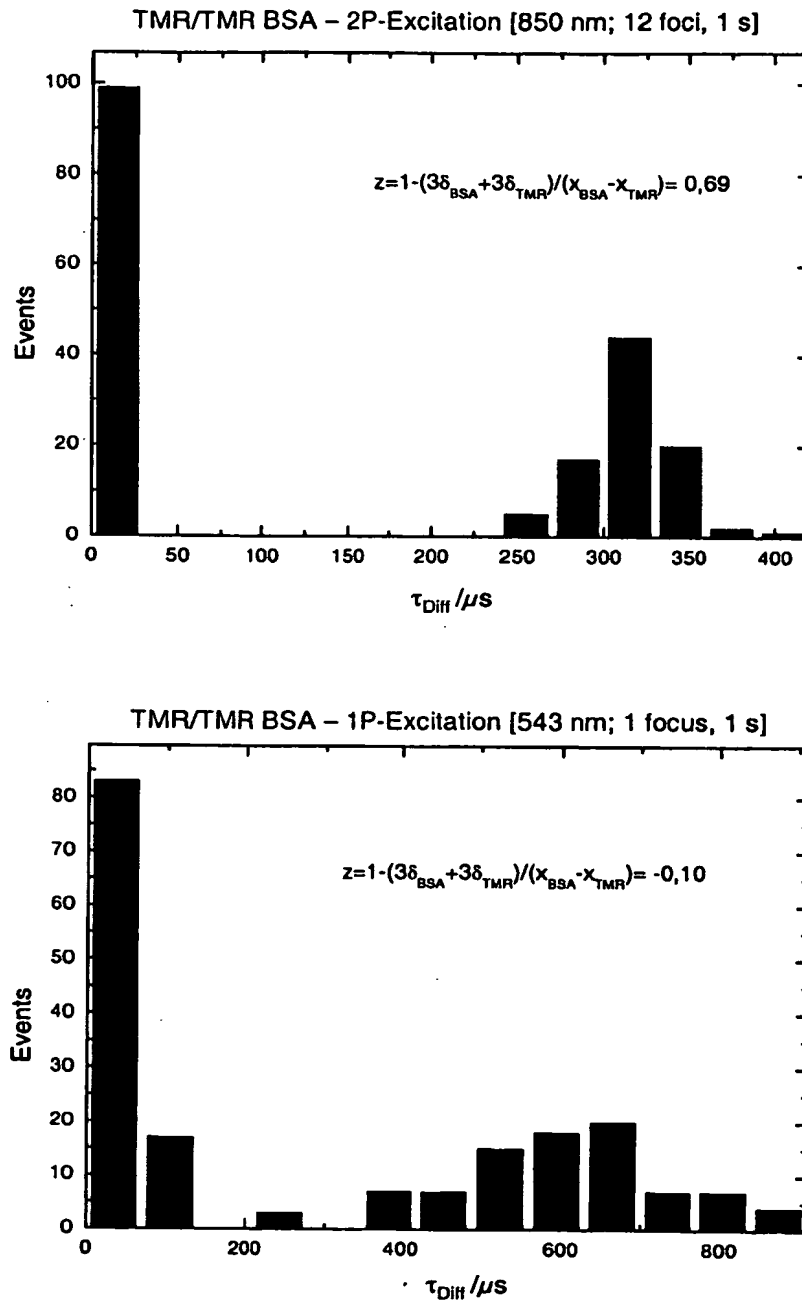 TMR/TMR BSA – 2P-Excitation [850 nm; 12 foci, 1 s]
100
z=1-(3δBSA+3δTMR)/(xBSA-xTMR)= 0,69
80
60
Events
40
20
0
0 50 100 150 200 250 300 350 400
τDiff /μs
TMR/TMR BSA – 1P-Excitation [543 nm; 1 focus, 1 s]
80
70
z=1-(3δBSA+3δTMR)/(xBSA-xTMR)= -0,10
60
50
Events
40
30
20
10
0
0 200 400 600 800
τDiff /μs